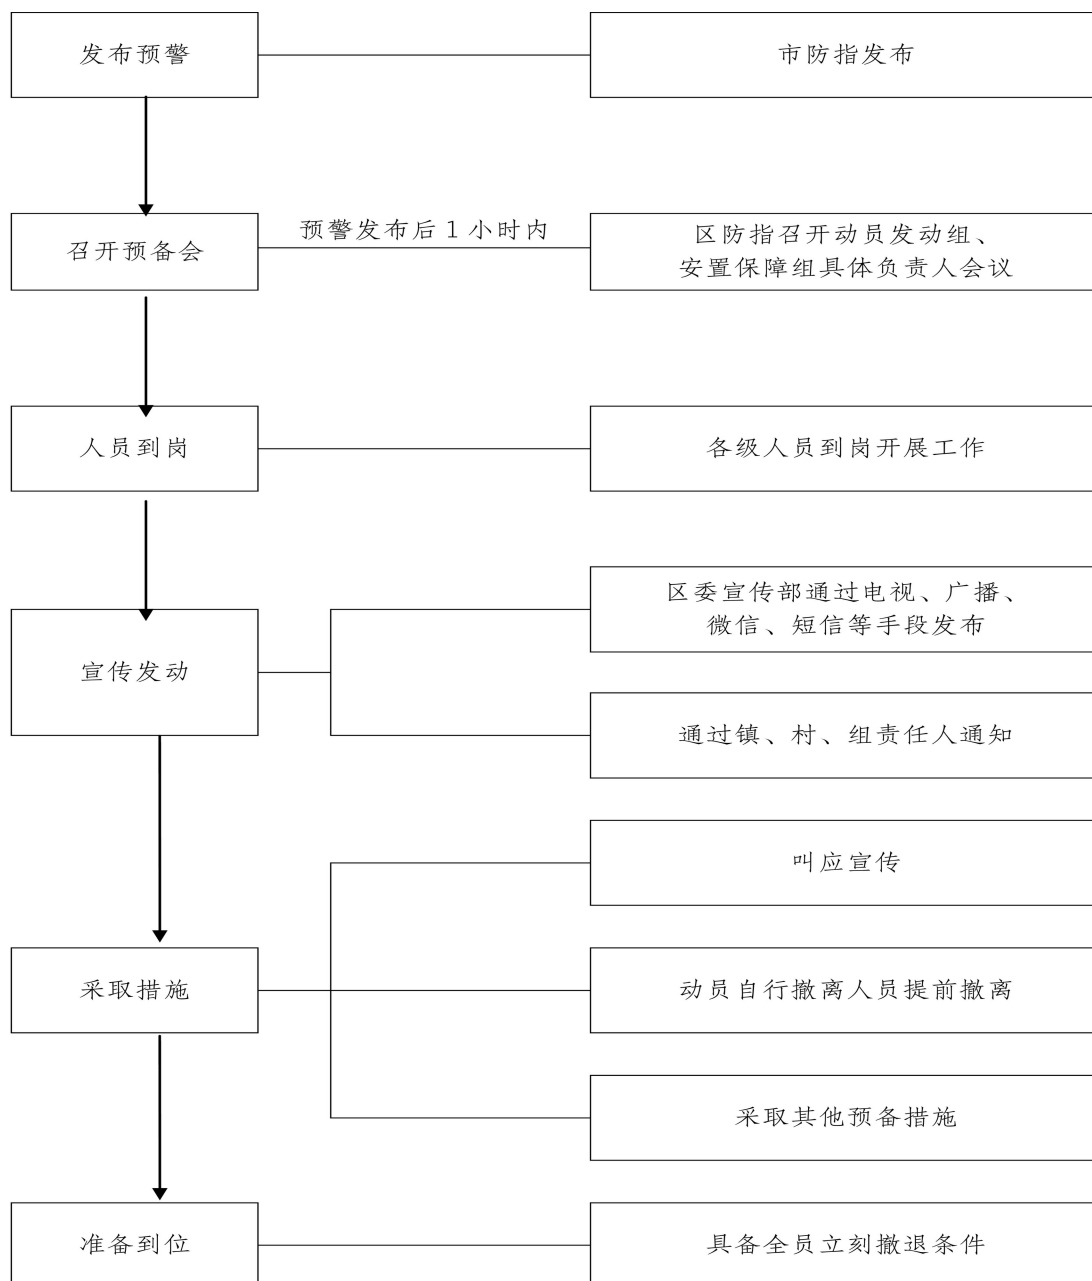 发布预警
市防指发布
召开预备会
预警发布后1小时内
区防指召开动员发动组、
安置保障组具体负责人会议
人员到岗
各级人员到岗开展工作
宣传发动
区委宣传部通过电视、广播、
微信、短信等手段发布
通过镇、村、组责任人通知
采取措施
叫应宣传
动员自行撤离人员提前撤离
采取其他预备措施
准备到位
具备全员立刻撤退条件